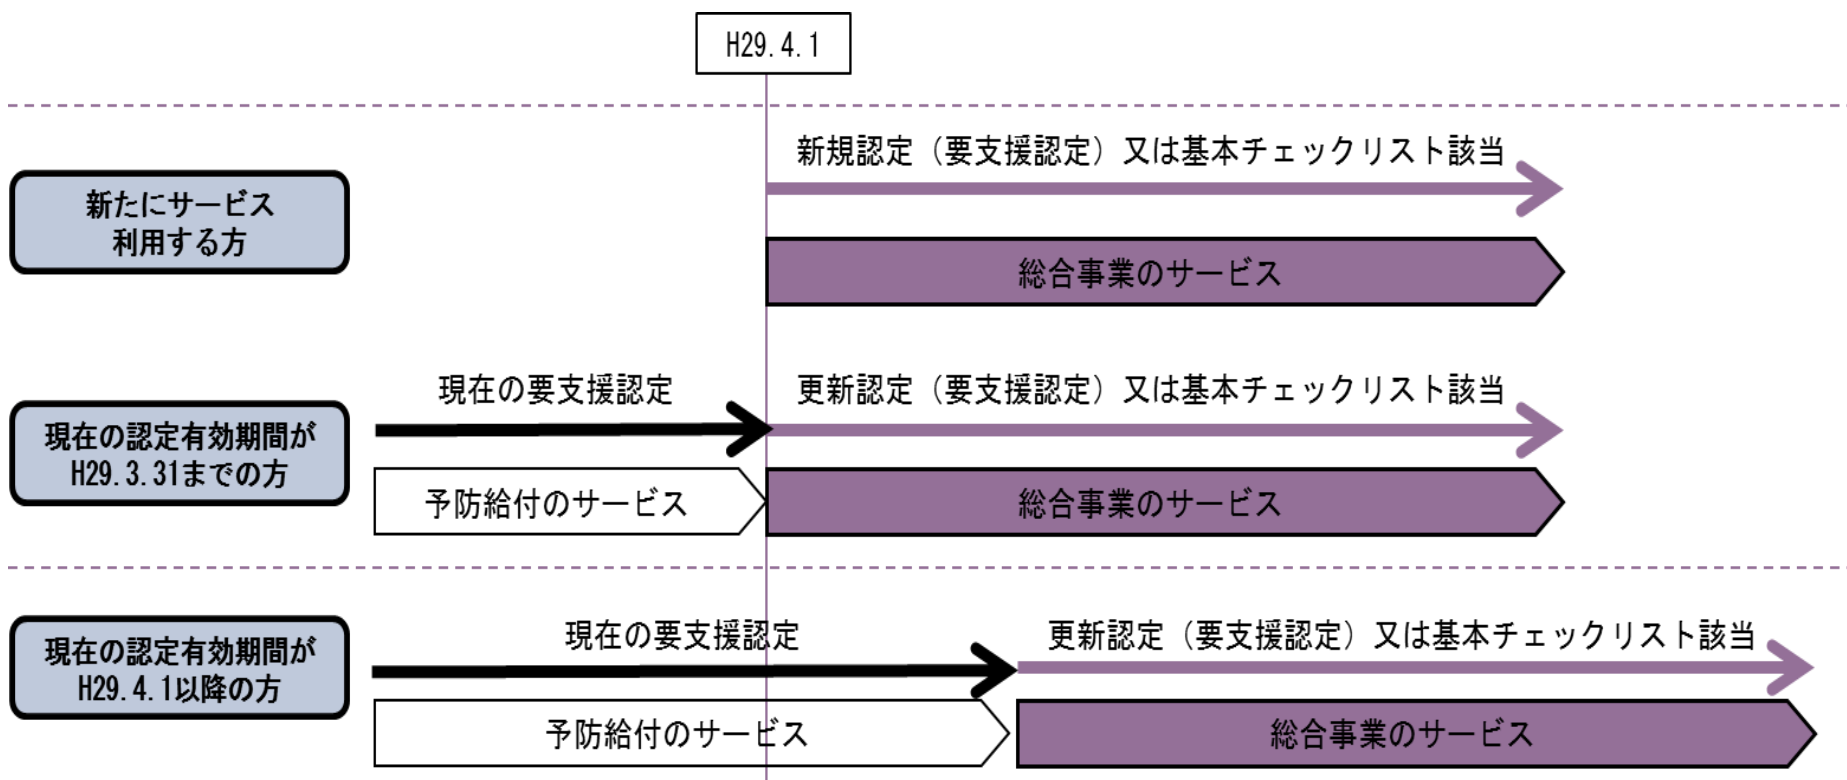 H29.4.1
新規認定（要支援認定）又は基本チェックリスト該当
新たにサービス
利用する方
総合事業のサービス
現在の要支援認定
更新認定（要支援認定）又は基本チェックリスト該当
現在の認定有効期間が
H29.3.31までの方
予防給付のサービス
総合事業のサービス
現在の要支援認定
更新認定（要支援認定）又は基本チェックリスト該当
現在の認定有効期間が
H29.4.1以降の方
予防給付のサービス
総合事業のサービス